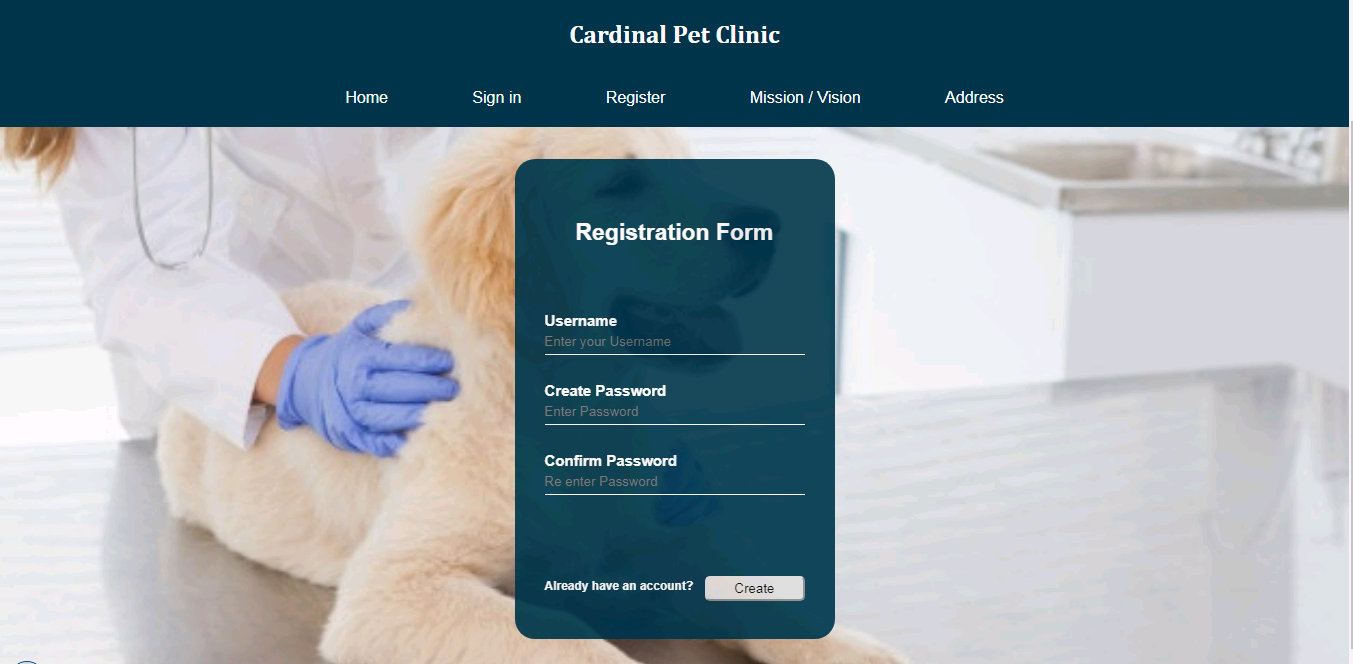 Cardinal Pet Clinic
Home Sign in Register Mission / Vision Address
Registration Form
Username
Enter your Username
Create Password
Enter Password
Confirm Password
Re enter Password
Already have an account? Create